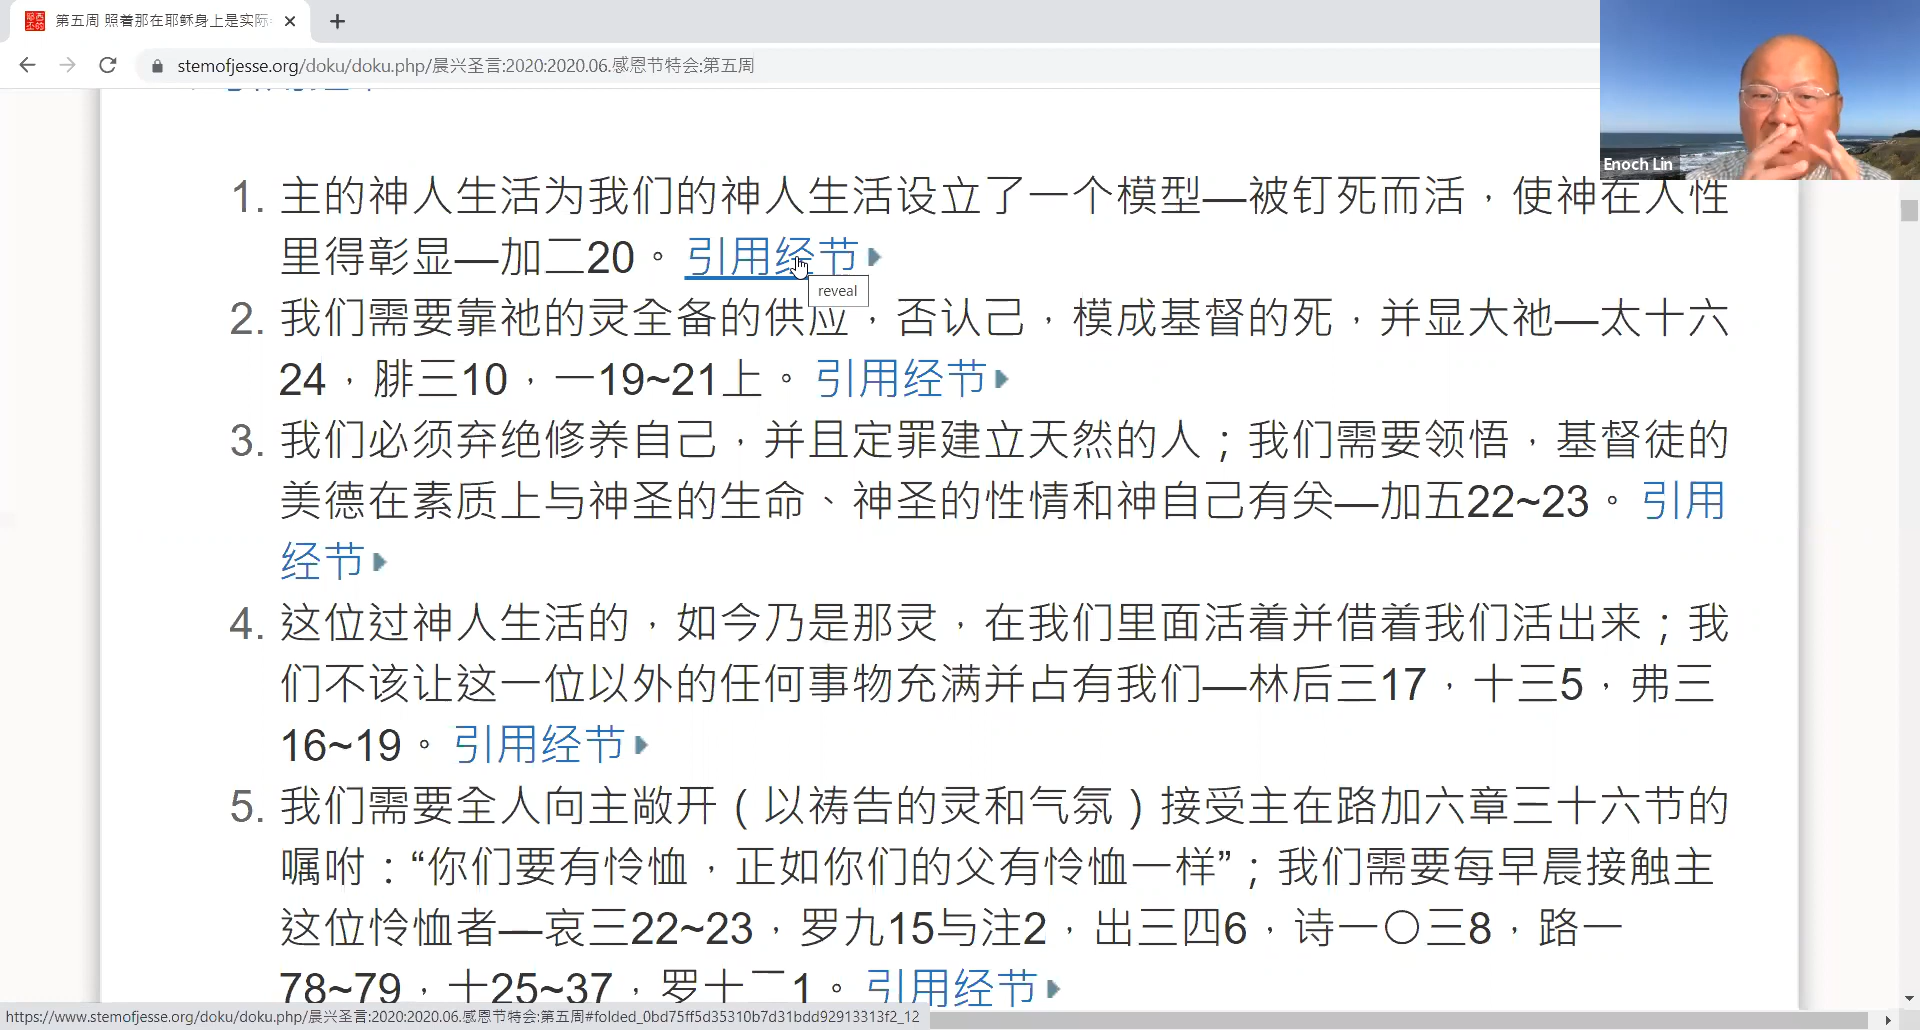 第五周 照着那在耶稣身上是实际
stemofjesse.org/doku/doku.php/晨兴圣言:2020:2020.06.感恩节特会:第五周
Enoch Lin
1. 主的神人生活为我们的神人生活设立了一个模型—被钉死而活，使神在人性
里得彰显—加二20。引用经节
reveal
2. 我们需要靠祂的灵全备的供应，否认己，模成基督的死，并显大祂—太十六
24，腓三10，一19~21上。引用经节
3. 我们必须弃绝修养自己，并且定罪建立天然的人；我们需要领悟，基督徒的
美德在素质上与神圣的生命、神圣的性情和神自己有关—加五22~23。引用
经节
4. 这位过神人生活的，如今乃是那灵，在我们里面活着并借着我们活出来；我
们不该让这一位以外的任何事物充满并占有我们—林后三17，十三5，弗三
16~19。引用经节
5. 我们需要全人向主敞开（以祷告的灵和气氛）接受主在路加六章三十六节的
嘱咐：“你们要有怜恤，正如你们的父有怜恤一样”；我们需要每早晨接触主
这位怜恤者—哀三22~23，罗九15与注2，出三四6，诗一〇三8，路一
78~79，十25~37，罗十二1。引用经节
https://www.stemofjesse.org/doku/doku.php/晨兴圣言:2020:2020.06.感恩节特会:第五周#folded_0bd75ff5d35310b7d31bdd92913313f2_12